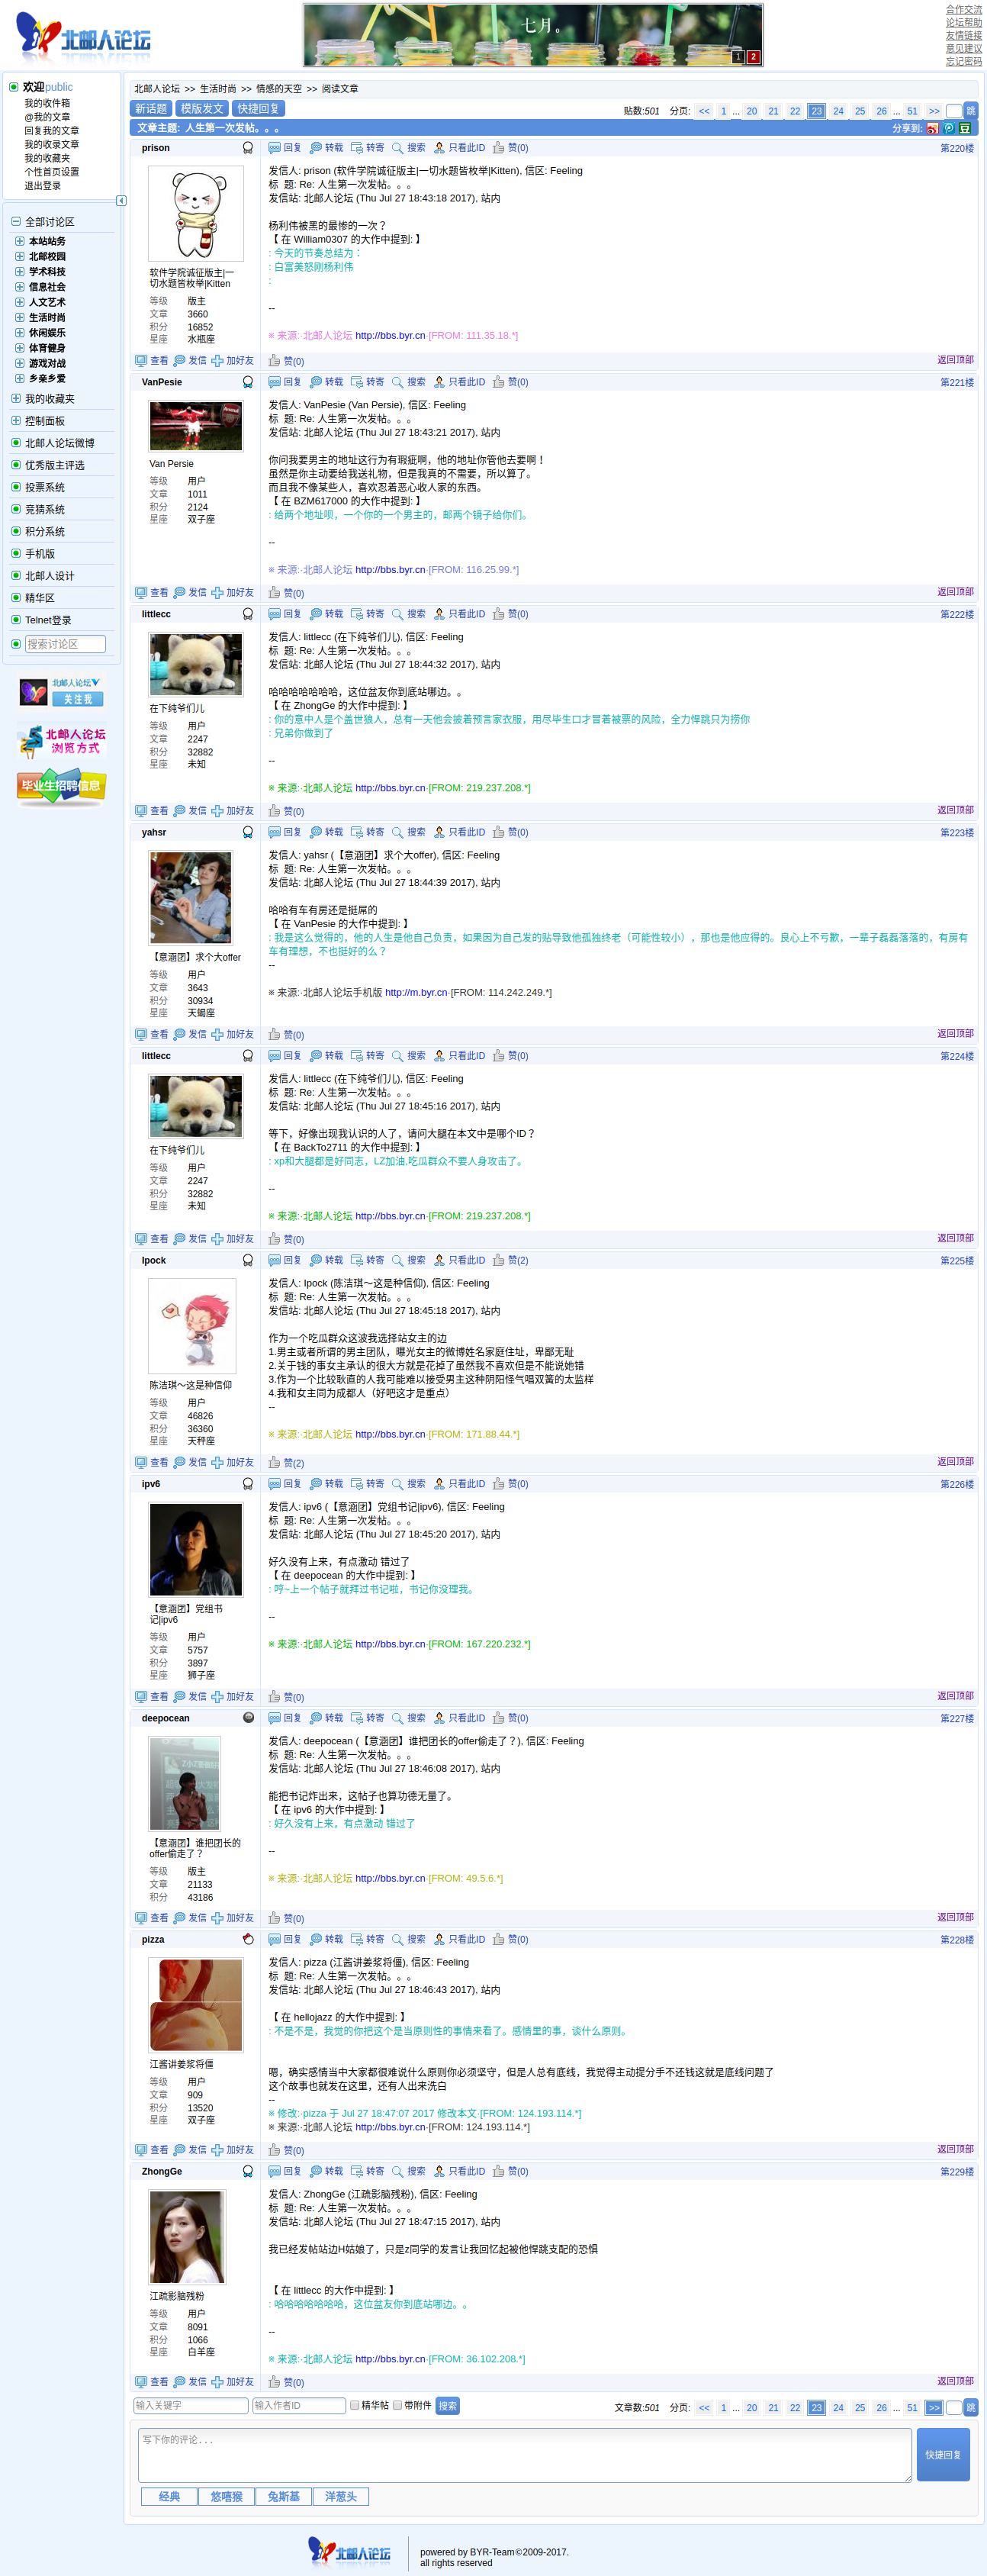 北邮人论坛
七月。
1 2
合作交流
论坛帮助
友情链接
意见建议
忘记密码
欢迎public
我的收件箱
@我的文章
回复我的文章
我的收录文章
我的收藏夹
个性首页设置
退出登录
全部讨论区
本站站务
北邮校园
学术科技
信息社会
人文艺术
生活时尚
休闲娱乐
体育健身
游戏对战
乡亲乡爱
我的收藏夹
控制面板
北邮人论坛微博
优秀版主评选
投票系统
竞猜系统
积分系统
手机版
北邮人设计
精华区
Telnet登录
搜索讨论区
北邮人论坛
关注我
北邮人论坛
浏览方式
毕业生招聘信息
北邮人论坛 >> 生活时尚 >> 情感的天空 >> 阅读文章
新话题 模版发文 快捷回复
贴数:501 分页: << 1 ... 20 21 22 23 24 25 26 ... 51 >> 跳
文章主题: 人生第一次发帖。。。
分享到:
prison
回复 转载 转寄 搜索 只看此ID 赞(0) 第220楼
软件学院诚征版主|一切水题皆枚举|Kitten
等级 版主
文章 3660
积分 16852
星座 水瓶座
发信人: prison (软件学院诚征版主|一切水题皆枚举|Kitten), 信区: Feeling
标 题: Re: 人生第一次发帖。。。
发信站: 北邮人论坛 (Thu Jul 27 18:43:18 2017), 站内
杨利伟被黑的最惨的一次？
【 在 William0307 的大作中提到: 】
: 今天的节奏总结为：
: 白富美怒刚杨利伟
:
--
※ 来源:·北邮人论坛 http://bbs.byr.cn·[FROM: 111.35.18.*]
查看 发信 加好友 赞(0) 返回顶部
VanPesie
回复 转载 转寄 搜索 只看此ID 赞(0) 第221楼
Van Persie
等级 用户
文章 1011
积分 2124
星座 双子座
发信人: VanPesie (Van Persie), 信区: Feeling
标 题: Re: 人生第一次发帖。。。
发信站: 北邮人论坛 (Thu Jul 27 18:43:21 2017), 站内
你问我要男主的地址这行为有瑕疵啊，他的地址你管他去要啊！
虽然是你主动要给我送礼物，但是我真的不需要，所以算了。
而且我不像某些人，喜欢忍着恶心收人家的东西。
【 在 BZM617000 的大作中提到: 】
: 给两个地址呗，一个你的一个男主的，邮两个镜子给你们。
--
※ 来源:·北邮人论坛 http://bbs.byr.cn·[FROM: 116.25.99.*]
查看 发信 加好友 赞(0) 返回顶部
littlecc
回复 转载 转寄 搜索 只看此ID 赞(0) 第222楼
在下纯爷们儿
等级 用户
文章 2247
积分 32882
星座 未知
发信人: littlecc (在下纯爷们儿), 信区: Feeling
标 题: Re: 人生第一次发帖。。。
发信站: 北邮人论坛 (Thu Jul 27 18:44:32 2017), 站内
哈哈哈哈哈哈哈，这位盆友你到底站哪边。。
【 在 ZhongGe 的大作中提到: 】
: 你的意中人是个盖世狼人，总有一天他会披着预言家衣服，用尽毕生口才冒着被票的风险，全力悍跳只为捞你
: 兄弟你做到了
--
※ 来源:·北邮人论坛 http://bbs.byr.cn·[FROM: 219.237.208.*]
查看 发信 加好友 赞(0) 返回顶部
yahsr
回复 转载 转寄 搜索 只看此ID 赞(0) 第223楼
【意涵团】求个大offer
等级 用户
文章 3643
积分 30934
星座 天蝎座
发信人: yahsr (【意涵团】求个大offer), 信区: Feeling
标 题: Re: 人生第一次发帖。。。
发信站: 北邮人论坛 (Thu Jul 27 18:44:39 2017), 站内
哈哈有车有房还是挺屌的
【 在 VanPesie 的大作中提到: 】
: 我是这么觉得的，他的人生是他自己负责，如果因为自己发的贴导致他孤独终老（可能性较小），那也是他应得的。良心上不亏歉，一辈子磊磊落落的，有房有车有理想，不也挺好的么？
--
※ 来源:·北邮人论坛手机版 http://m.byr.cn·[FROM: 114.242.249.*]
查看 发信 加好友 赞(0) 返回顶部
littlecc
回复 转载 转寄 搜索 只看此ID 赞(0) 第224楼
在下纯爷们儿
等级 用户
文章 2247
积分 32882
星座 未知
发信人: littlecc (在下纯爷们儿), 信区: Feeling
标 题: Re: 人生第一次发帖。。。
发信站: 北邮人论坛 (Thu Jul 27 18:45:16 2017), 站内
等下，好像出现我认识的人了，请问大腿在本文中是哪个ID？
【 在 BackTo2711 的大作中提到: 】
: xp和大腿都是好同志，LZ加油,吃瓜群众不要人身攻击了。
--
※ 来源:·北邮人论坛 http://bbs.byr.cn·[FROM: 219.237.208.*]
查看 发信 加好友 赞(0) 返回顶部
lpock
回复 转载 转寄 搜索 只看此ID 赞(2) 第225楼
陈洁琪～这是种信仰
等级 用户
文章 46826
积分 36360
星座 天秤座
发信人: lpock (陈洁琪～这是种信仰), 信区: Feeling
标 题: Re: 人生第一次发帖。。。
发信站: 北邮人论坛 (Thu Jul 27 18:45:18 2017), 站内
作为一个吃瓜群众这波我选择站女主的边
1.男主或者所谓的男主团队，曝光女主的微博姓名家庭住址，卑鄙无耻
2.关于钱的事女主承认的很大方就是花掉了虽然我不喜欢但是不能说她错
3.作为一个比较耿直的人我可能难以接受男主这种阴阳怪气唱双簧的太监样
4.我和女主同为成都人（好吧这才是重点）
--
※ 来源:·北邮人论坛 http://bbs.byr.cn·[FROM: 171.88.44.*]
查看 发信 加好友 赞(2) 返回顶部
ipv6
回复 转载 转寄 搜索 只看此ID 赞(0) 第226楼
【意涵团】党组书记|ipv6
等级 用户
文章 5757
积分 3897
星座 狮子座
发信人: ipv6 (【意涵团】党组书记|ipv6), 信区: Feeling
标 题: Re: 人生第一次发帖。。。
发信站: 北邮人论坛 (Thu Jul 27 18:45:20 2017), 站内
好久没有上来，有点激动 错过了
【 在 deepocean 的大作中提到: 】
: 哼~上一个帖子就拜过书记啦，书记你没理我。
--
※ 来源:·北邮人论坛 http://bbs.byr.cn·[FROM: 167.220.232.*]
查看 发信 加好友 赞(0) 返回顶部
deepocean
回复 转载 转寄 搜索 只看此ID 赞(0) 第227楼
【意涵团】谁把团长的offer偷走了？
等级 版主
文章 21133
积分 43186
发信人: deepocean (【意涵团】谁把团长的offer偷走了？), 信区: Feeling
标 题: Re: 人生第一次发帖。。。
发信站: 北邮人论坛 (Thu Jul 27 18:46:08 2017), 站内
能把书记炸出来，这帖子也算功德无量了。
【 在 ipv6 的大作中提到: 】
: 好久没有上来，有点激动 错过了
--
※ 来源:·北邮人论坛 http://bbs.byr.cn·[FROM: 49.5.6.*]
查看 发信 加好友 赞(0) 返回顶部
pizza
回复 转载 转寄 搜索 只看此ID 赞(0) 第228楼
江酱讲姜浆将僵
等级 用户
文章 909
积分 13520
星座 双子座
发信人: pizza (江酱讲姜浆将僵), 信区: Feeling
标 题: Re: 人生第一次发帖。。。
发信站: 北邮人论坛 (Thu Jul 27 18:46:43 2017), 站内
【 在 hellojazz 的大作中提到: 】
: 不是不是，我觉的你把这个是当原则性的事情来看了。感情里的事，谈什么原则。
嗯，确实感情当中大家都很难说什么原则你必须坚守，但是人总有底线，我觉得主动提分手不还钱这就是底线问题了
这个故事也就发在这里，还有人出来洗白
--
※ 修改:·pizza 于 Jul 27 18:47:07 2017 修改本文·[FROM: 124.193.114.*]
※ 来源:·北邮人论坛 http://bbs.byr.cn·[FROM: 124.193.114.*]
查看 发信 加好友 赞(0) 返回顶部
ZhongGe
回复 转载 转寄 搜索 只看此ID 赞(0) 第229楼
江疏影脑残粉
等级 用户
文章 8091
积分 1066
星座 白羊座
发信人: ZhongGe (江疏影脑残粉), 信区: Feeling
标 题: Re: 人生第一次发帖。。。
发信站: 北邮人论坛 (Thu Jul 27 18:47:15 2017), 站内
我已经发帖站边H姑娘了，只是z同学的发言让我回忆起被他悍跳支配的恐惧
【 在 littlecc 的大作中提到: 】
: 哈哈哈哈哈哈哈，这位盆友你到底站哪边。。
--
※ 来源:·北邮人论坛 http://bbs.byr.cn·[FROM: 36.102.208.*]
查看 发信 加好友 赞(0) 返回顶部
输入关键字 输入作者ID 精华帖 带附件 搜索
文章数:501 分页: << 1 ... 20 21 22 23 24 25 26 ... 51 >> 跳
写下你的评论...
快捷回复
经典 悠嘻猴 兔斯基 洋葱头
北邮人论坛
powered by BYR-Team©2009-2017.
all rights reserved